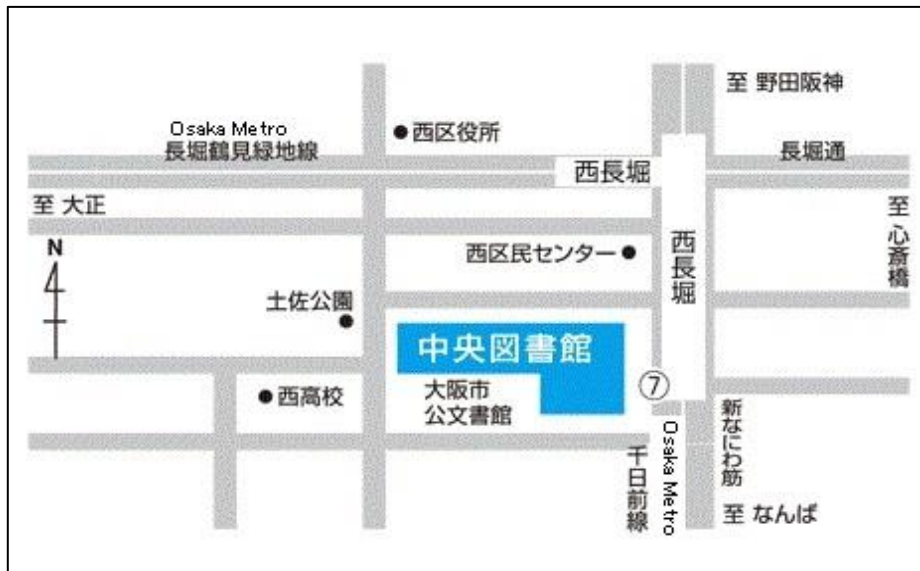 至 野田阪神
Osaka Metro
長堀鶴見緑地線
西区役所
長堀通
西長堀
至 大正
至 心斎橋
N
西区民センター
西長堀
土佐公園
中央図書館
⑦
西高校
大阪市
公文書館
新なにわ筋
千日前線
Osaka Metro
至 なんば